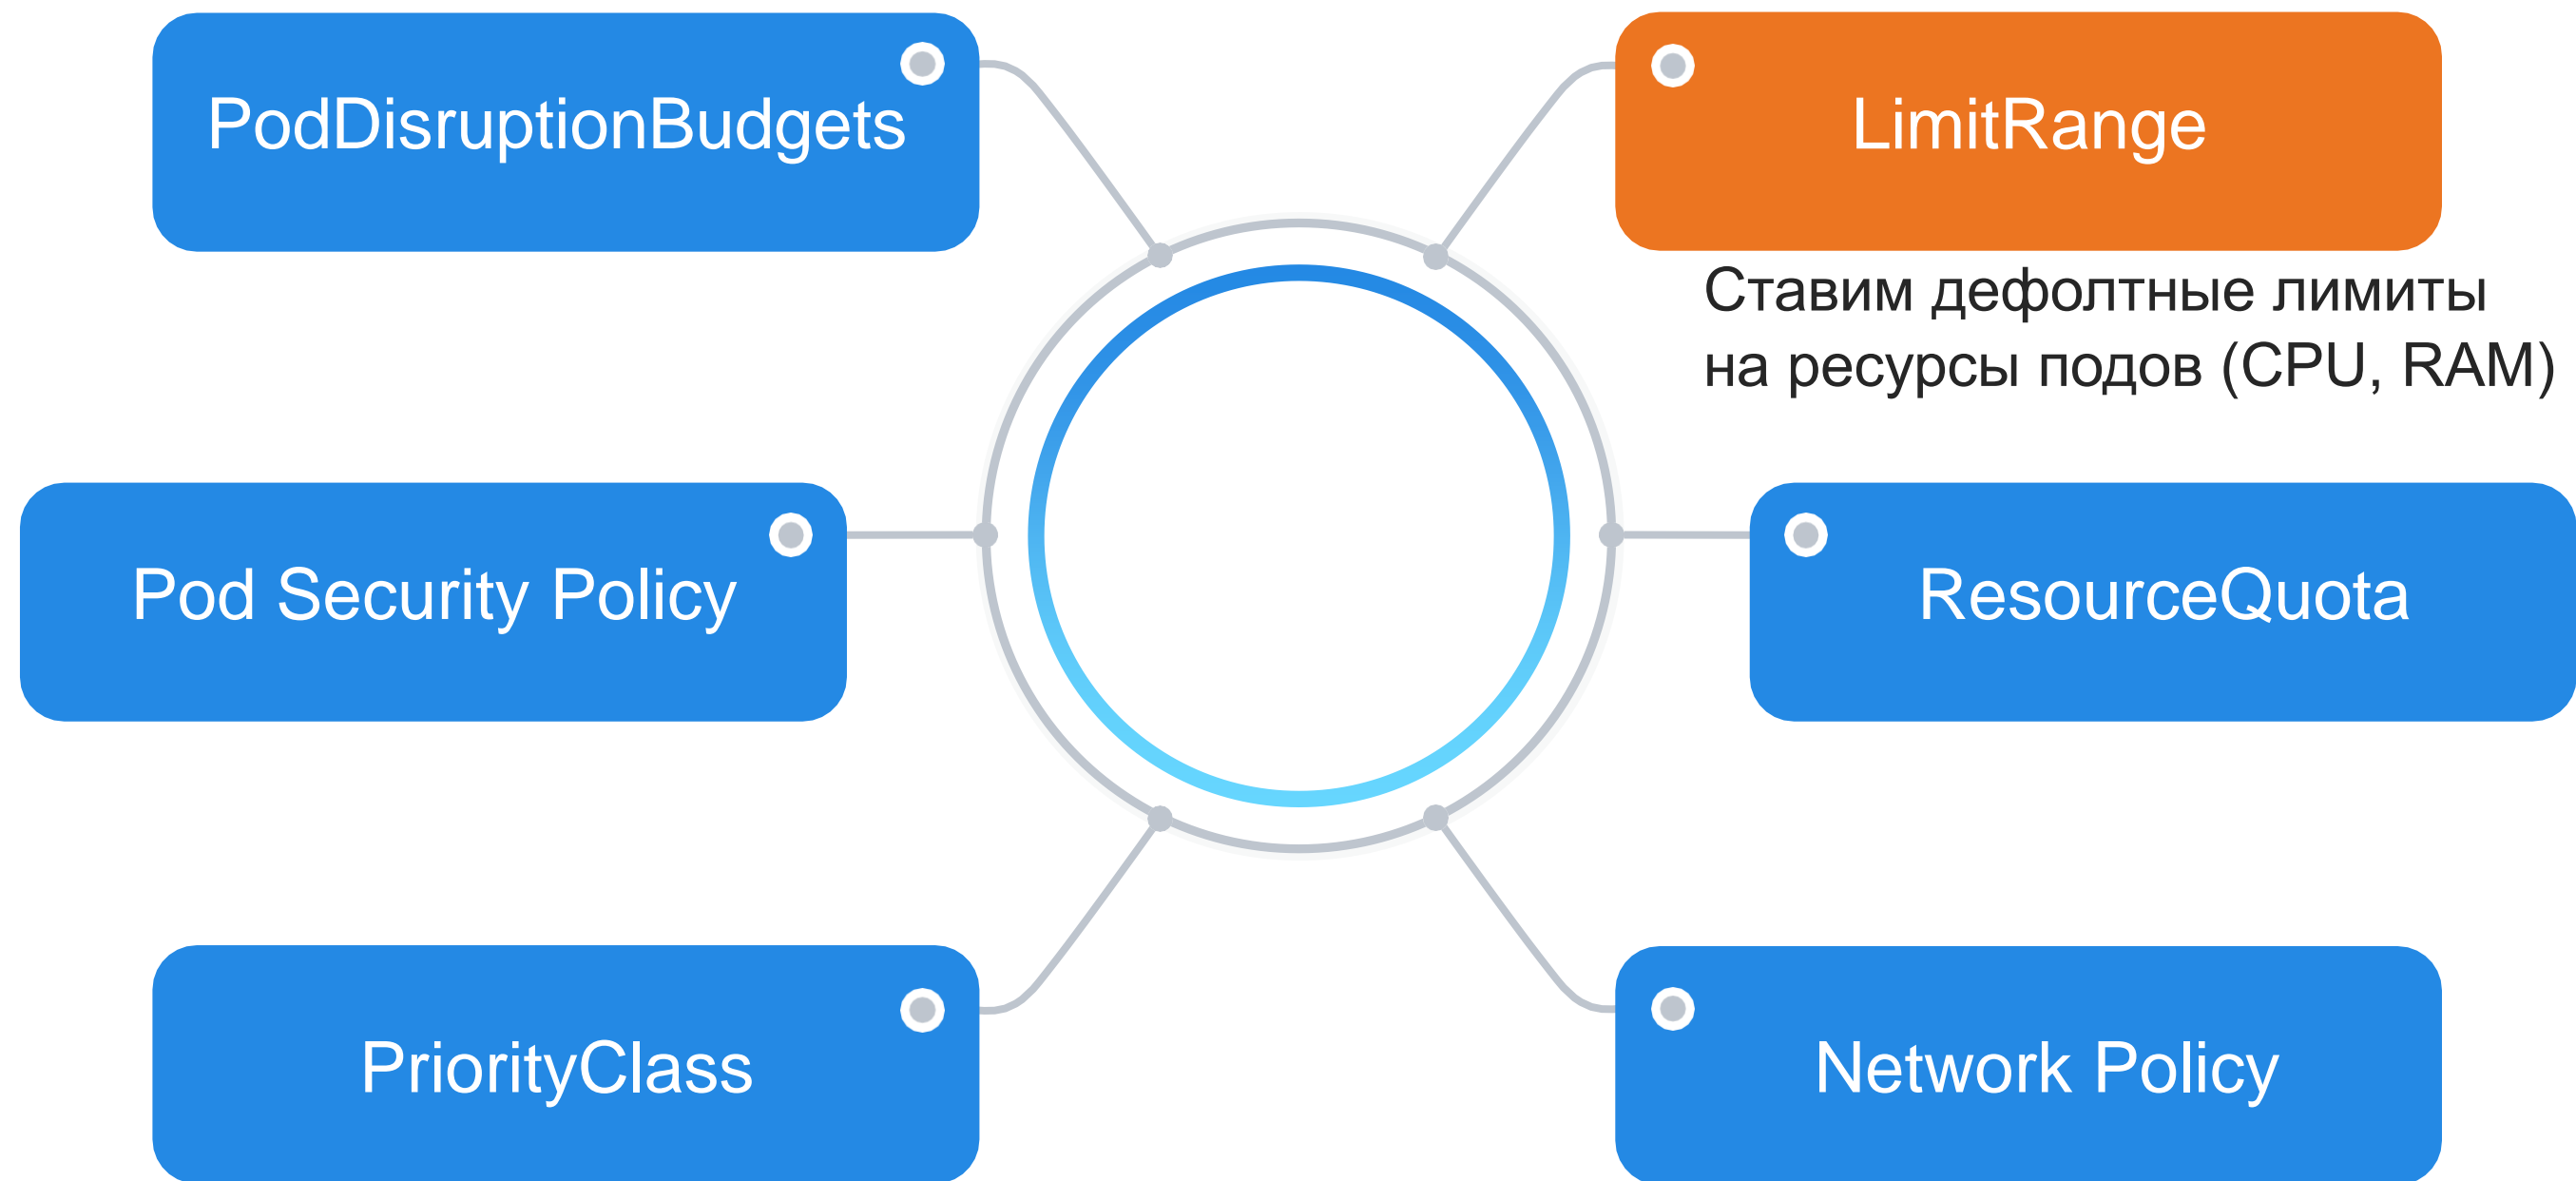 PodDisruptionBudgets
LimitRange
Ставим дефолтные лимиты
на ресурсы подов (CPU, RAM)
Pod Security Policy
ResourceQuota
PriorityClass
Network Policy